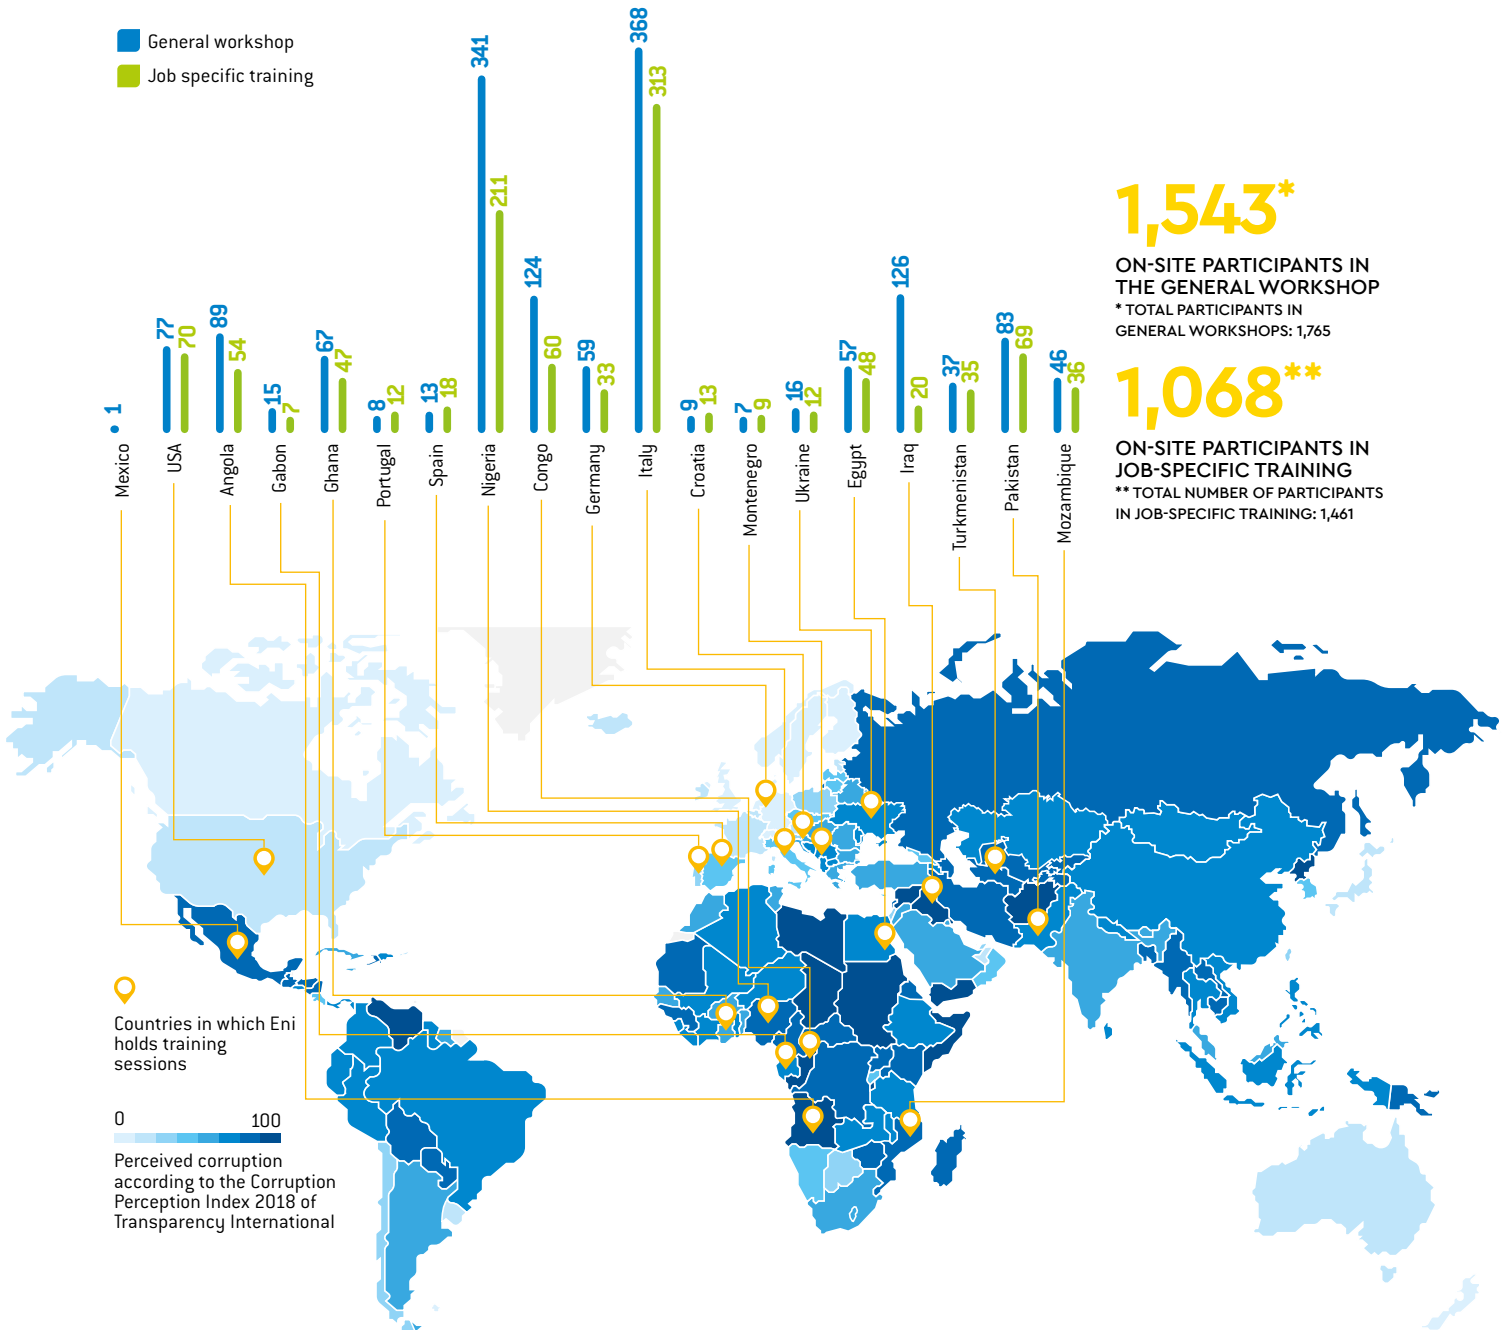 General workshop
Job specific training
1
77
70
89
54
15
7
67
47
8
12
13
18
341
211
124
60
59
33
368
313
9
13
7
9
16
12
57
48
126
20
37
35
83
69
46
36
Mexico
USA
Angola
Gabon
Ghana
Portugal
Spain
Nigeria
Congo
Germany
Italy
Croatia
Montenegro
Ukraine
Egypt
Iraq
Turkmenistan
Pakistan
Mozambique
1,543*
ON-SITE PARTICIPANTS IN
THE GENERAL WORKSHOP
* TOTAL PARTICIPANTS IN
GENERAL WORKSHOPS: 1,765
1,068**
ON-SITE PARTICIPANTS IN
JOB-SPECIFIC TRAINING
** TOTAL NUMBER OF PARTICIPANTS
IN JOB-SPECIFIC TRAINING: 1,461
Countries in which Eni
holds training
sessions
0 100
Perceived corruption
according to the Corruption
Perception Index 2018 of
Transparency International